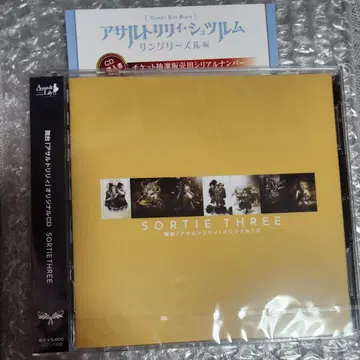 アサルトリリィ・シュツルム
リングリーズル編
チケット抽選販売用シリアルナンバー
Assault
Lily
舞台「アサルトリリィ」オリジナルCD SORTIE THREE
SORTIE THREE
舞台「アサルトリリィ」オリジナルCD